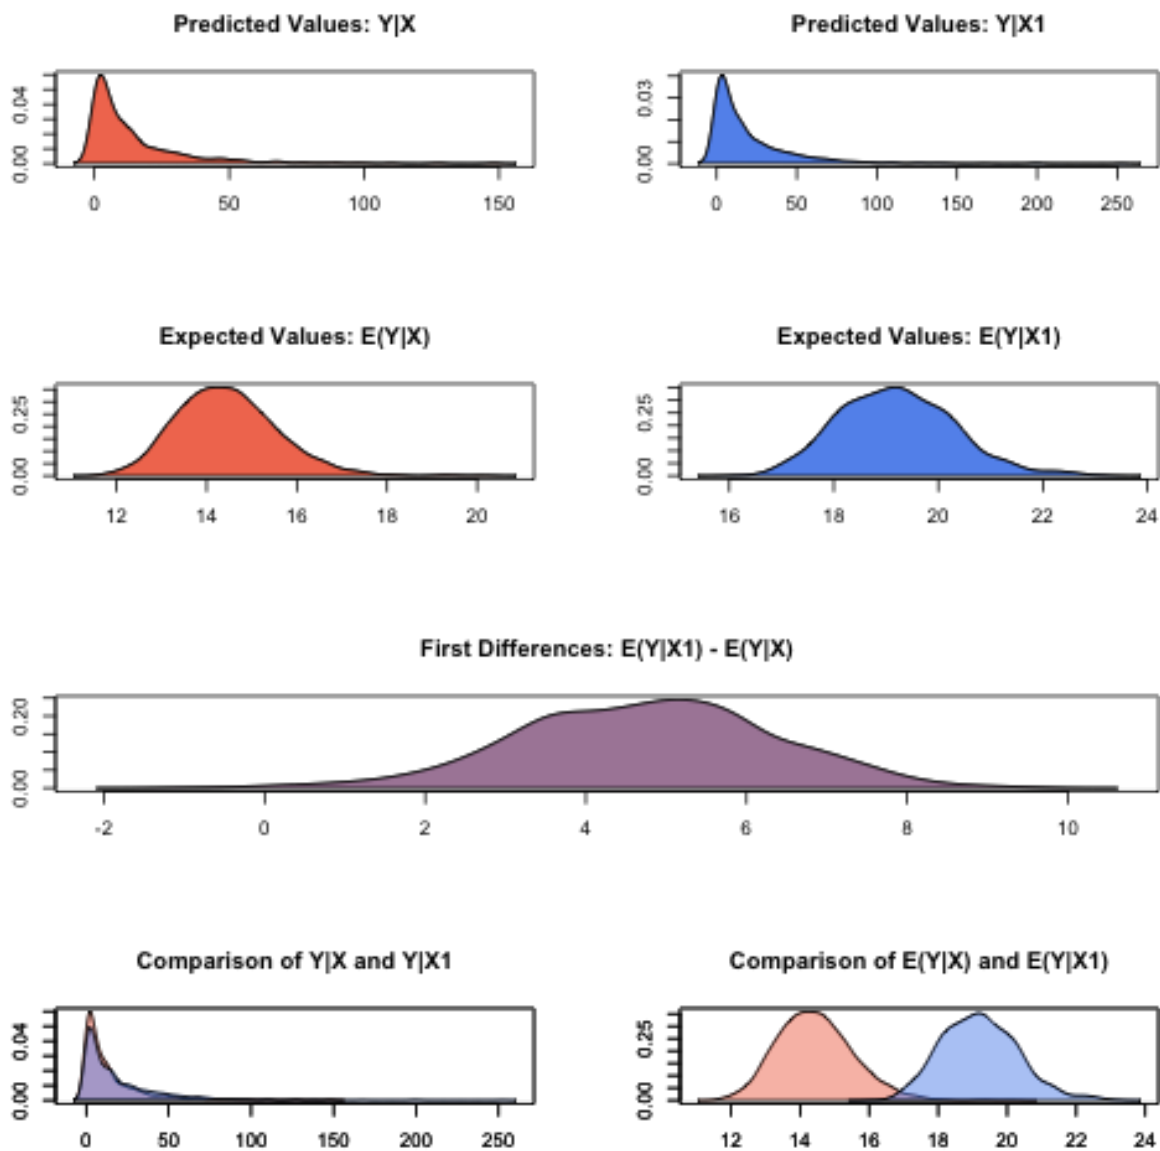 Predicted Values: Y|X
0.00 0.04
0 50 100 150
Predicted Values: Y|X1
0.00 0.03
0 50 100 150 200 250
Expected Values: E(Y|X)
0.00 0.25
12 14 16 18 20
Expected Values: E(Y|X1)
0.00 0.25
16 18 20 22 24
First Differences: E(Y|X1) - E(Y|X)
0.00 0.20
-2 0 2 4 6 8 10
Comparison of Y|X and Y|X1
0.00 0.04
0 50 100 150 200 250
Comparison of E(Y|X) and E(Y|X1)
0.00 0.25
12 14 16 18 20 22 24